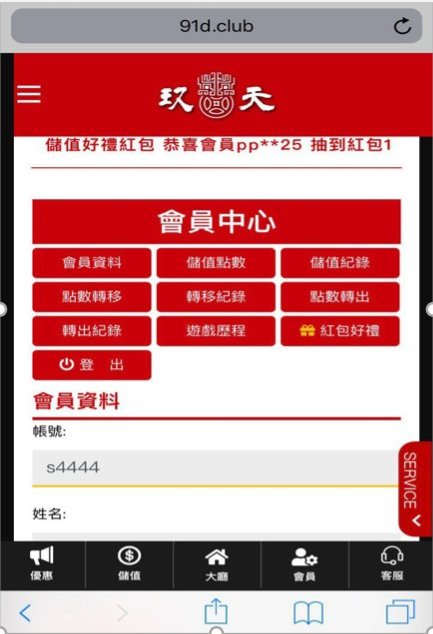 91d.club
玖天
儲值好禮紅包 恭喜會員pp**25 抽到紅包1
會員中心
會員資料 儲值點數 儲值紀錄
點數轉移 轉移紀錄 點數轉出
轉出紀錄 遊戲歷程 紅包好禮
登 出
會員資料
帳號:
s4444
SERVICE
姓名:
優惠 儲值 大廳 會員 客服